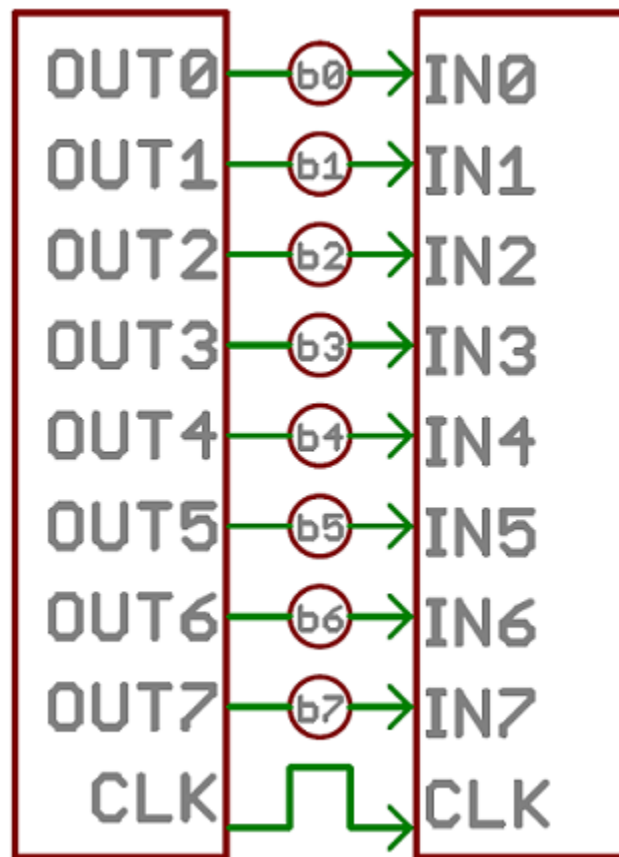 OUT0 b0 IN0
OUT1 b1 IN1
OUT2 b2 IN2
OUT3 b3 IN3
OUT4 b4 IN4
OUT5 b5 IN5
OUT6 b6 IN6
OUT7 b7 IN7
CLK CLK